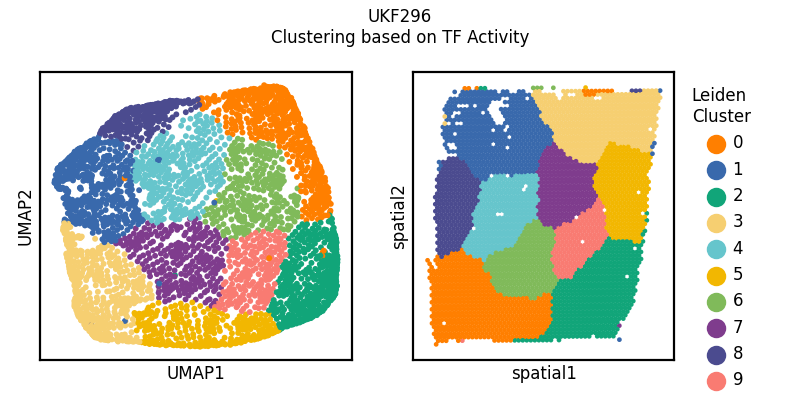 UKF296
Clustering based on TF Activity
UMAP2
UMAP1
spatial2
spatial1
Leiden
Cluster
0
1
2
3
4
5
6
7
8
9